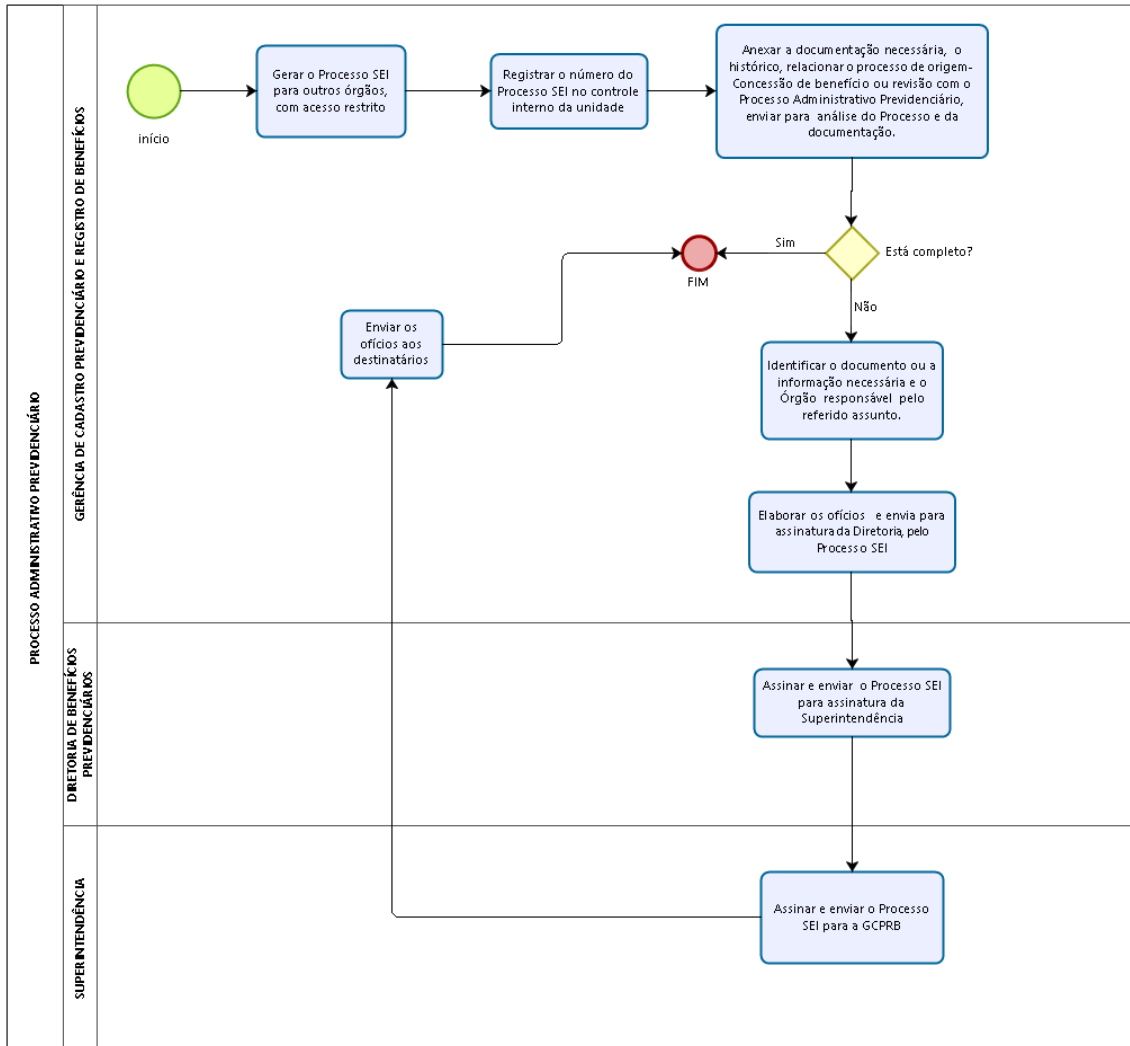 PROCESSO ADMINISTRATIVO PREVIDENCIÁRIO
GERÊNCIA DE CADASTRO PREVIDENCIÁRIO E REGISTRO DE BENEFÍCIOS
início
Gerar o Processo SEI
para outros órgãos,
com acesso restrito
Registrar o número do
Processo SEI no controle
interno da unidade
Anexar a documentação necessária, o
histórico, relacionar o processo de origem-
Concessão de benefício ou revisão com o
Processo Administrativo Previdenciário,
enviar para análise do Processo e da
documentação.
Está completo?
Sim
FIM
Não
Enviar os
ofícios aos
destinatários
Identificar o documento ou a
informação necessária e o
Órgão responsável pelo
referido assunto.
Elaborar os ofícios e envia para
assinatura da Diretoria, pelo
Processo SEI
DIRETORIA DE BENEFÍCIOS
PREVIDENCIÁRIOS
Assinar e enviar o Processo SEI
para assinatura da
Superintendência
SUPERINTENDÊNCIA
Assinar e enviar o Processo
SEI para a GCPRB